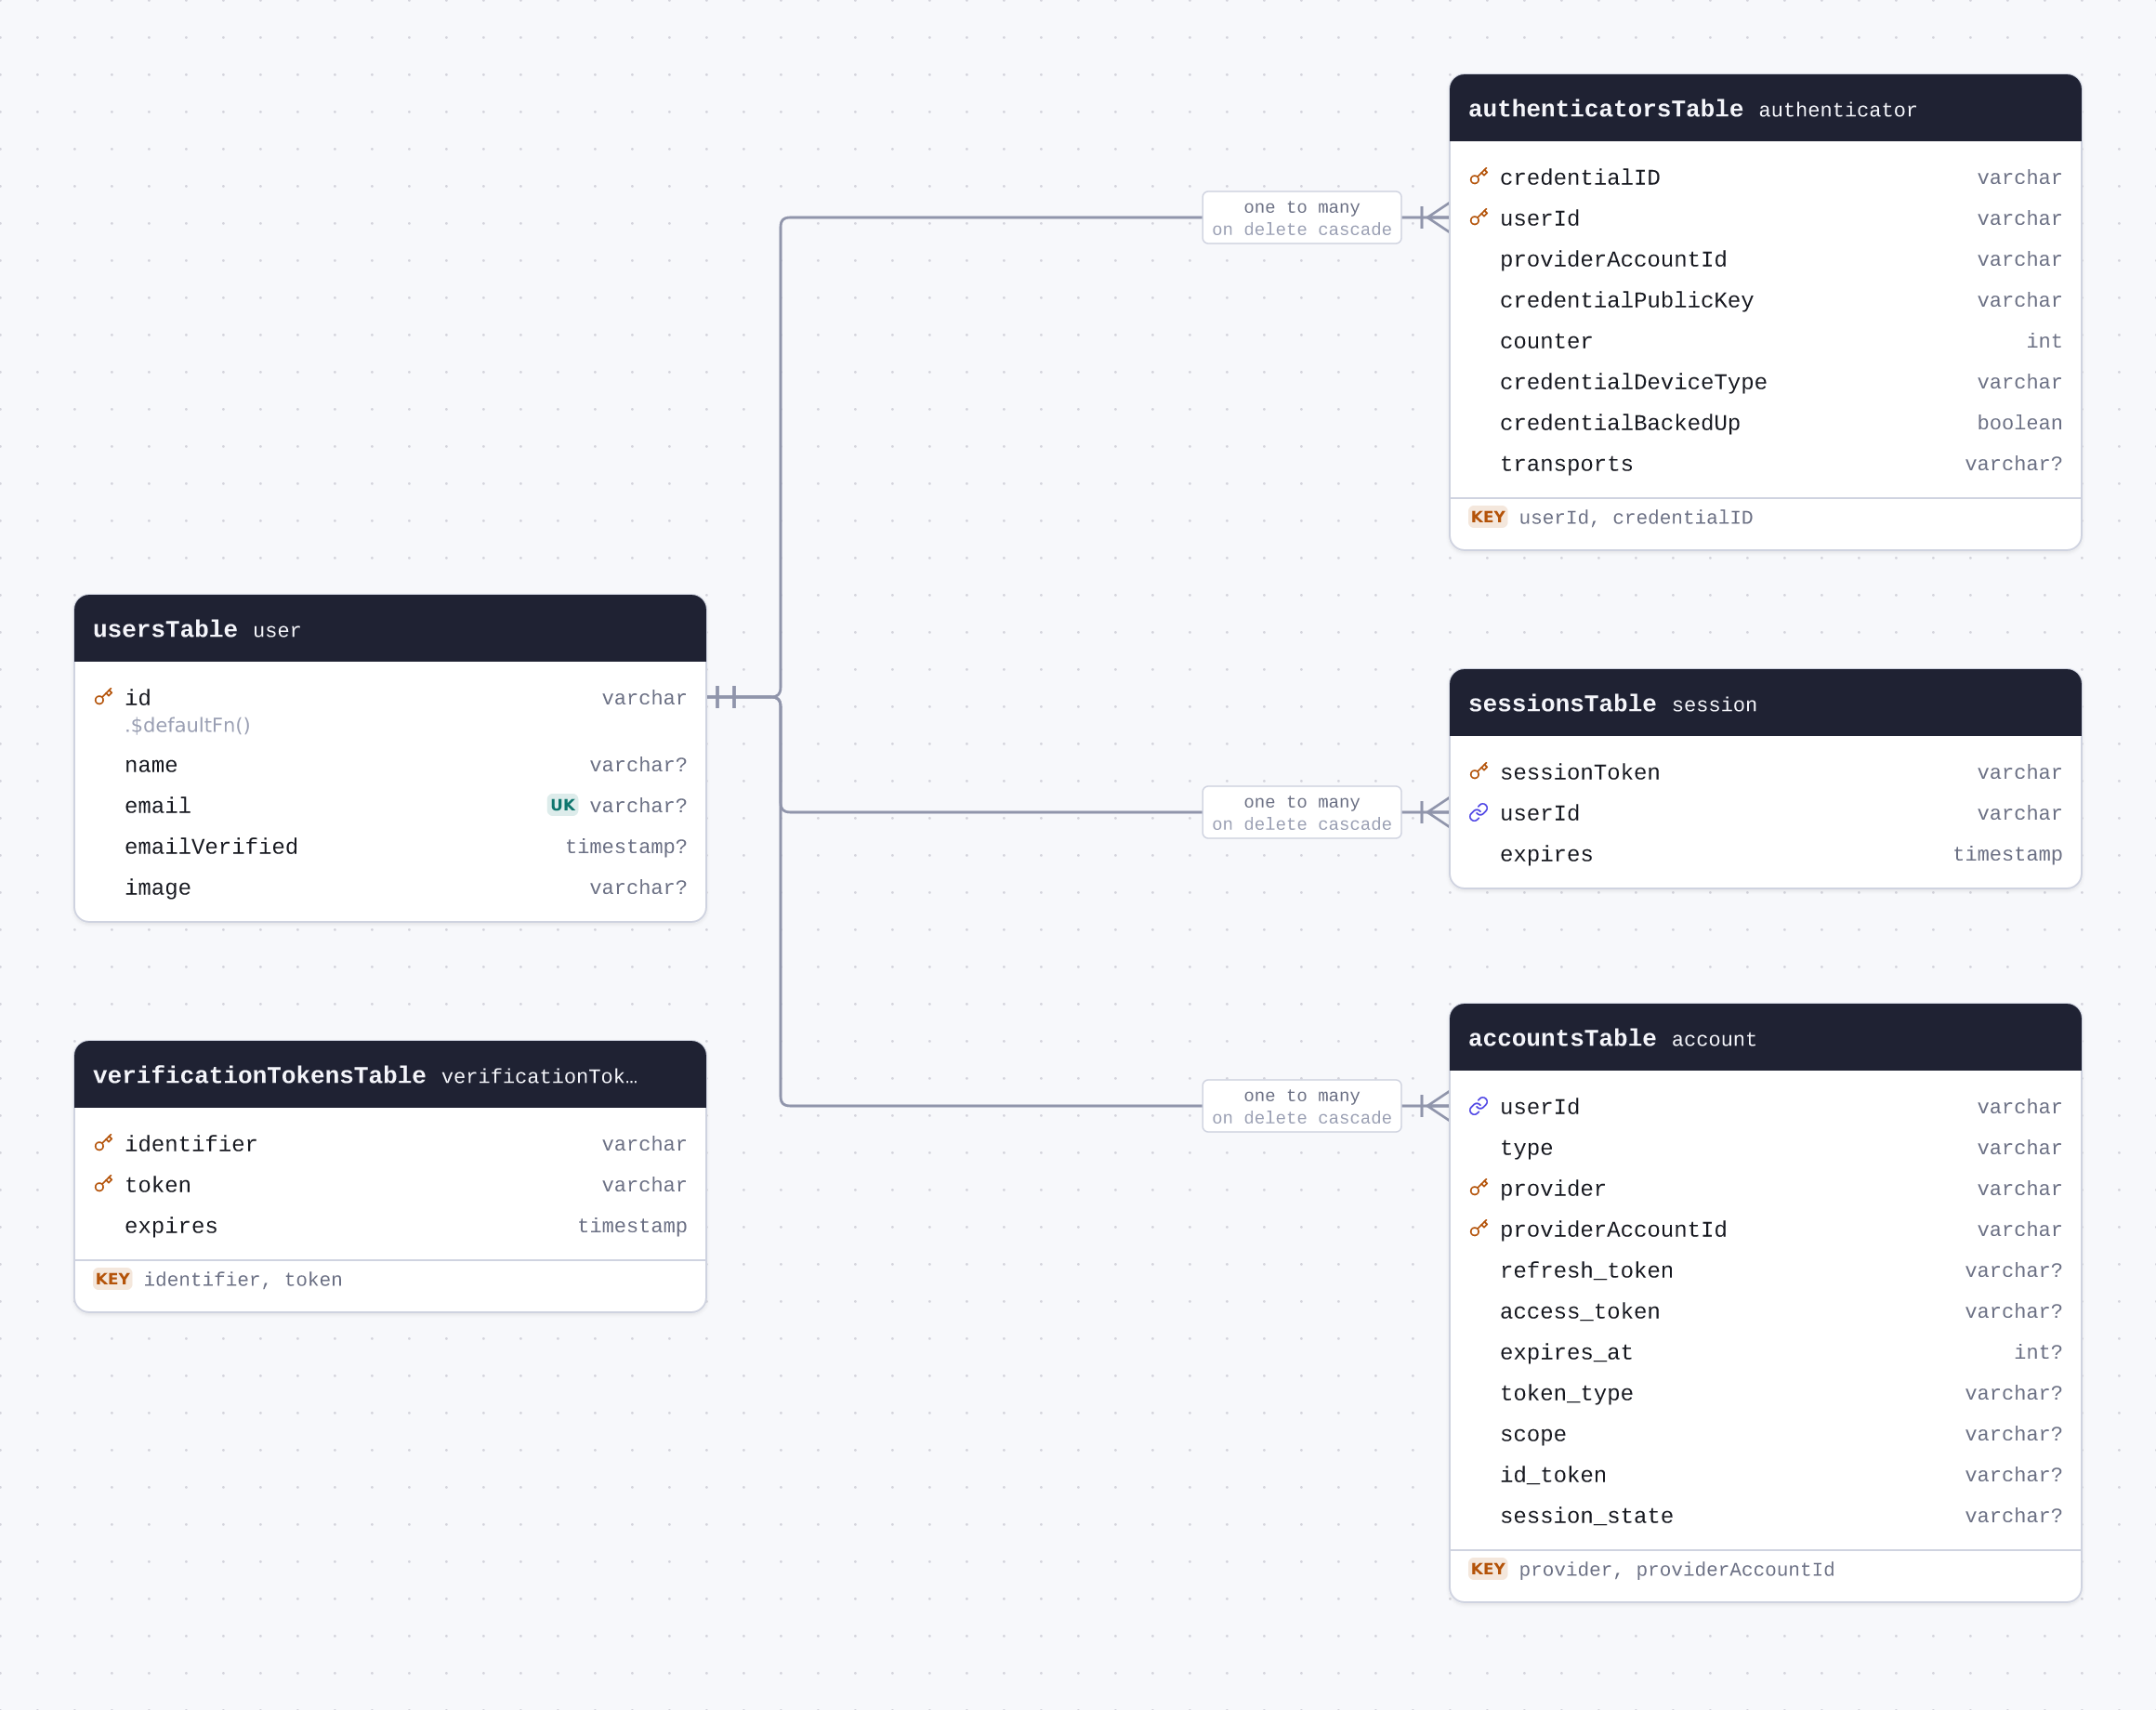 authenticatorsTable authenticator
credentialID varchar
userId varchar
providerAccountId varchar
credentialPublicKey varchar
counter int
credentialDeviceType varchar
credentialBackedUp boolean
transports varchar?
KEY userId, credentialID
one to many
on delete cascade
usersTable user
id varchar
.$defaultFn()
name varchar?
email UK varchar?
emailVerified timestamp?
image varchar?
sessionsTable session
sessionToken varchar
userId varchar
expires timestamp
one to many
on delete cascade
verificationTokensTable verificationTok…
identifier varchar
token varchar
expires timestamp
KEY identifier, token
accountsTable account
userId varchar
type varchar
provider varchar
providerAccountId varchar
refresh_token varchar?
access_token varchar?
expires_at int?
token_type varchar?
scope varchar?
id_token varchar?
session_state varchar?
KEY provider, providerAccountId
one to many
on delete cascade